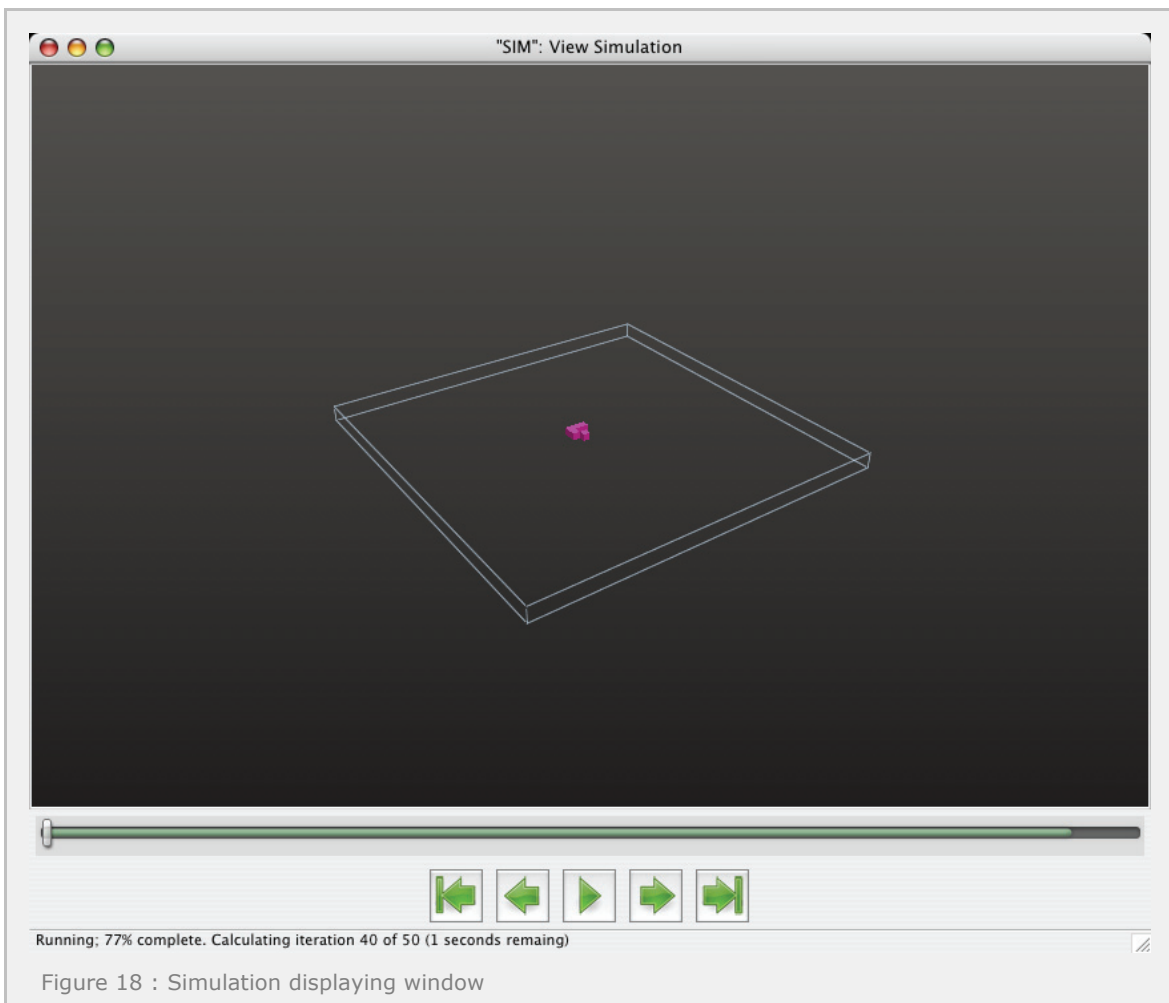 "SIM": View Simulation
Running; 77% complete. Calculating iteration 40 of 50 (1 seconds remaing)
Figure 18 : Simulation displaying window